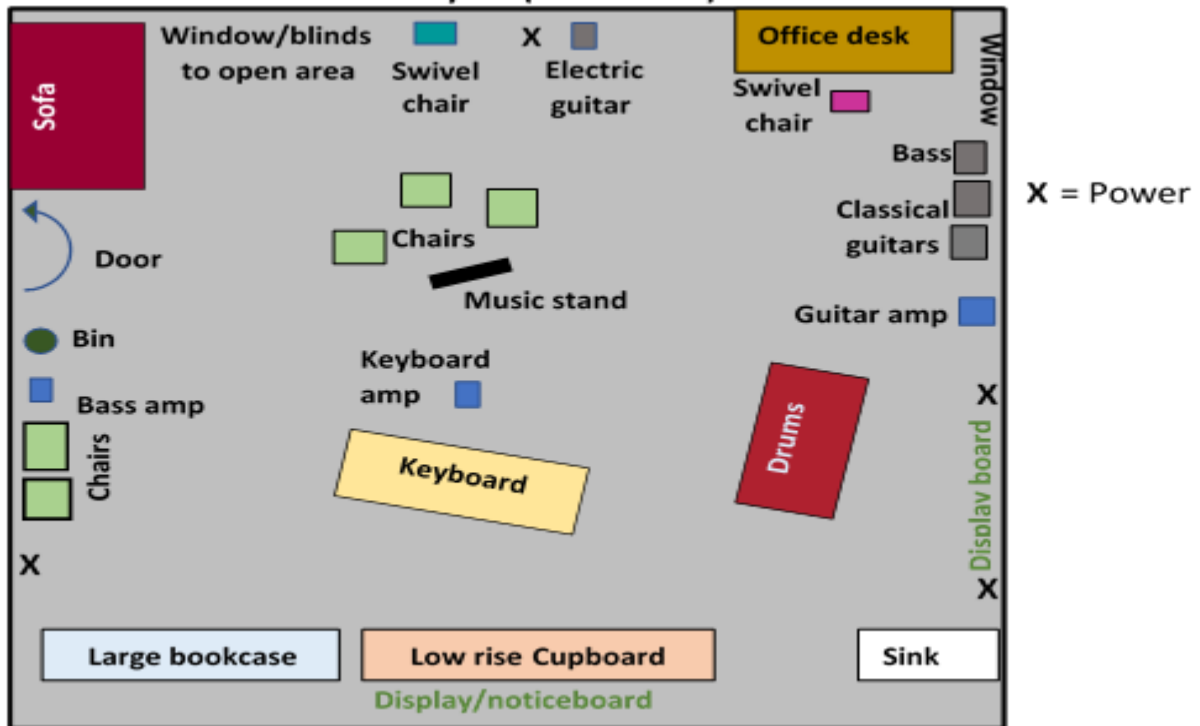 Window/blinds
to open area
Swivel
chair
X
Electric
guitar
Office desk
Window
Sofa
Swivel
chair
Bass
Classical
guitars
X = Power
Chairs
Door
Music stand
Guitar amp
Bin
Keyboard
amp
Bass amp
X
Chairs
Keyboard
Drums
Display board
X
X
Large bookcase
Low rise Cupboard
Sink
Display/noticeboard